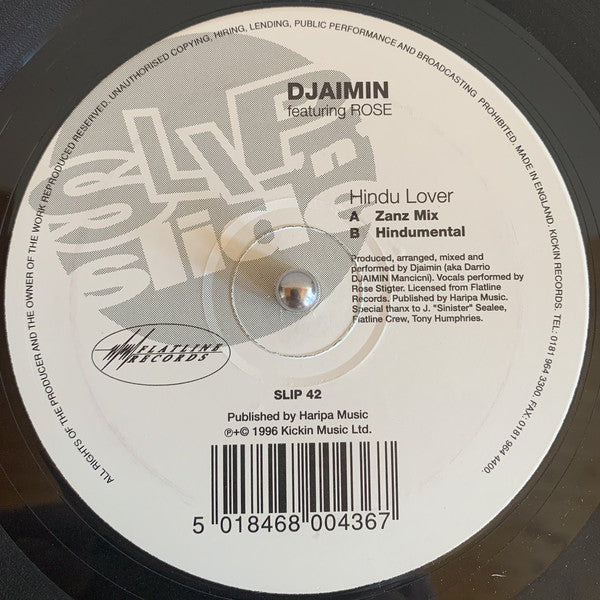 ALL RIGHTS OF THE PRODUCER AND THE OWNER OF THE WORK REPRODUCED RESERVED. UNAUTHORISED COPYING, HIRING, LENDING, PUBLIC PERFORMANCE AND BROADCASTING PROHIBITED. MADE IN ENGLAND. KICKIN RECORDS. TEL: 0181 964 3300. FAX: 0181 964 4400.
SLIP
n
slide
DJAIMIN
featuring ROSE
Hindu Lover
A Zanz Mix
B Hindumental
Produced, arranged, mixed and
performed by Djaimin (aka Darrio
DJAIMIN Mancicni). Vocals performed by
Rose Stigter. Licensed from Flatline
Records. Published by Haripa Music.
Special thanx to J. "Sinister" Sealee,
Flatline Crew, Tony Humphries.
FLATLINE
RECORDS
SLIP 42
Published by Haripa Music
℗+© 1996 Kickin Music Ltd.
5 018468 004367